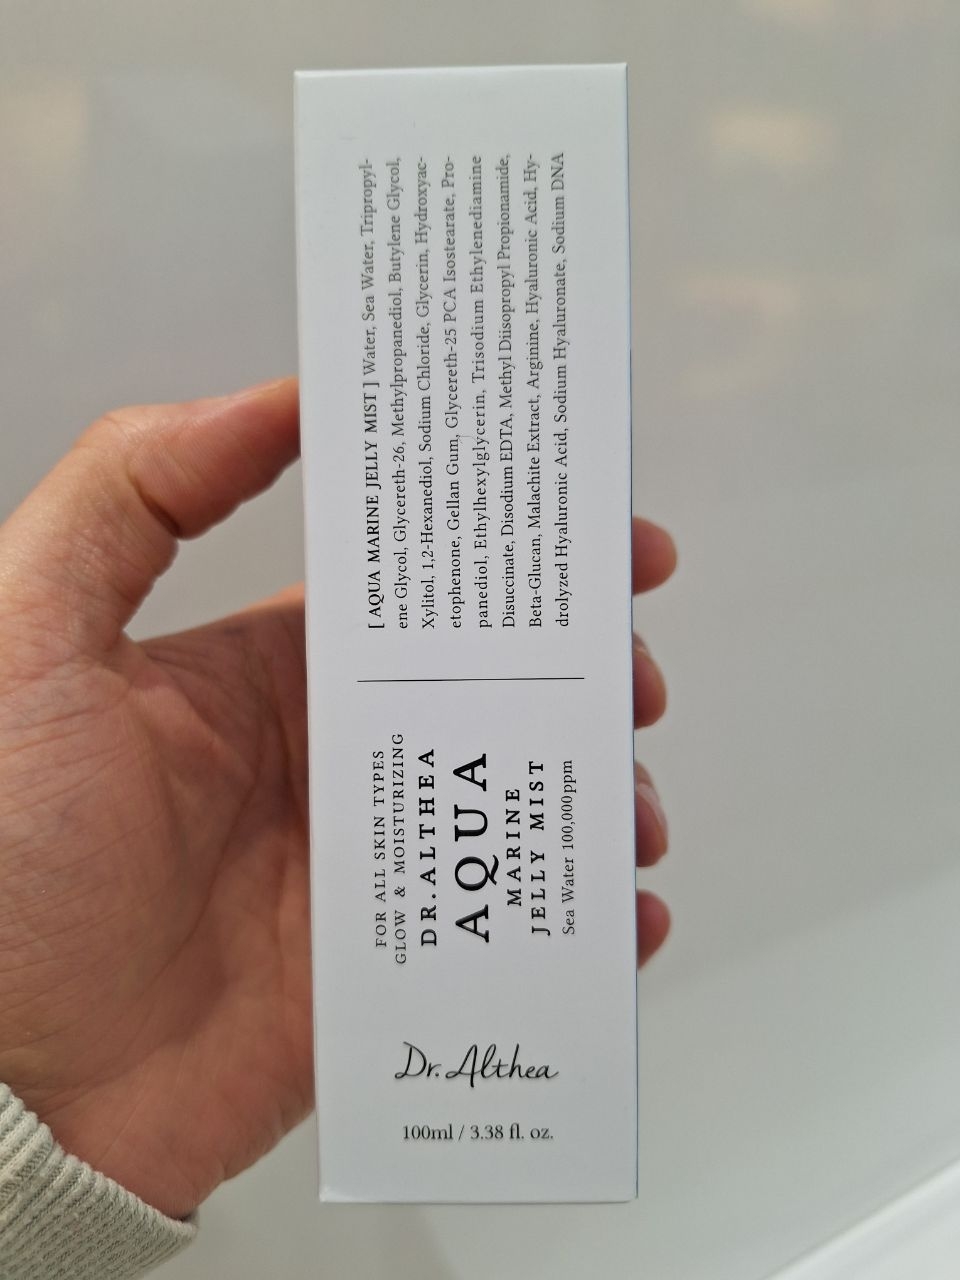 [ AQUA MARINE JELLY MIST ] Water, Sea Water, Tripropyl-
ene Glycol, Glycereth-26, Methylpropanediol, Butylene Glycol,
Xylitol, 1,2-Hexanediol, Sodium Chloride, Glycerin, Hydroxyac-
etophenone, Gellan Gum, Glycereth-25 PCA Isostearate, Pro-
panediol, Ethylhexylglycerin, Trisodium Ethylenediamine
Disuccinate, Disodium EDTA, Methyl Diisopropyl Propionamide,
Beta-Glucan, Malachite Extract, Arginine, Hyaluronic Acid, Hy-
drolyzed Hyaluronic Acid, Sodium Hyaluronate, Sodium DNA
FOR ALL SKIN TYPES
GLOW & MOISTURIZING
DR.ALTHEA
AQUA
MARINE
JELLY MIST
Sea Water 100,000ppm
Dr.Althea
100ml / 3.38 fl. oz.